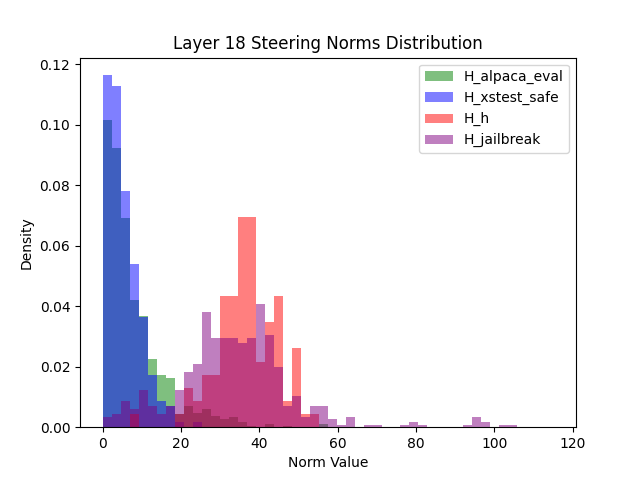 Layer 18 Steering Norms Distribution
0.12
0.10
0.08
0.06
0.04
0.02
0.00
Density
H_alpaca_eval
H_xstest_safe
H_h
H_jailbreak
0 20 40 60 80 100 120
Norm Value